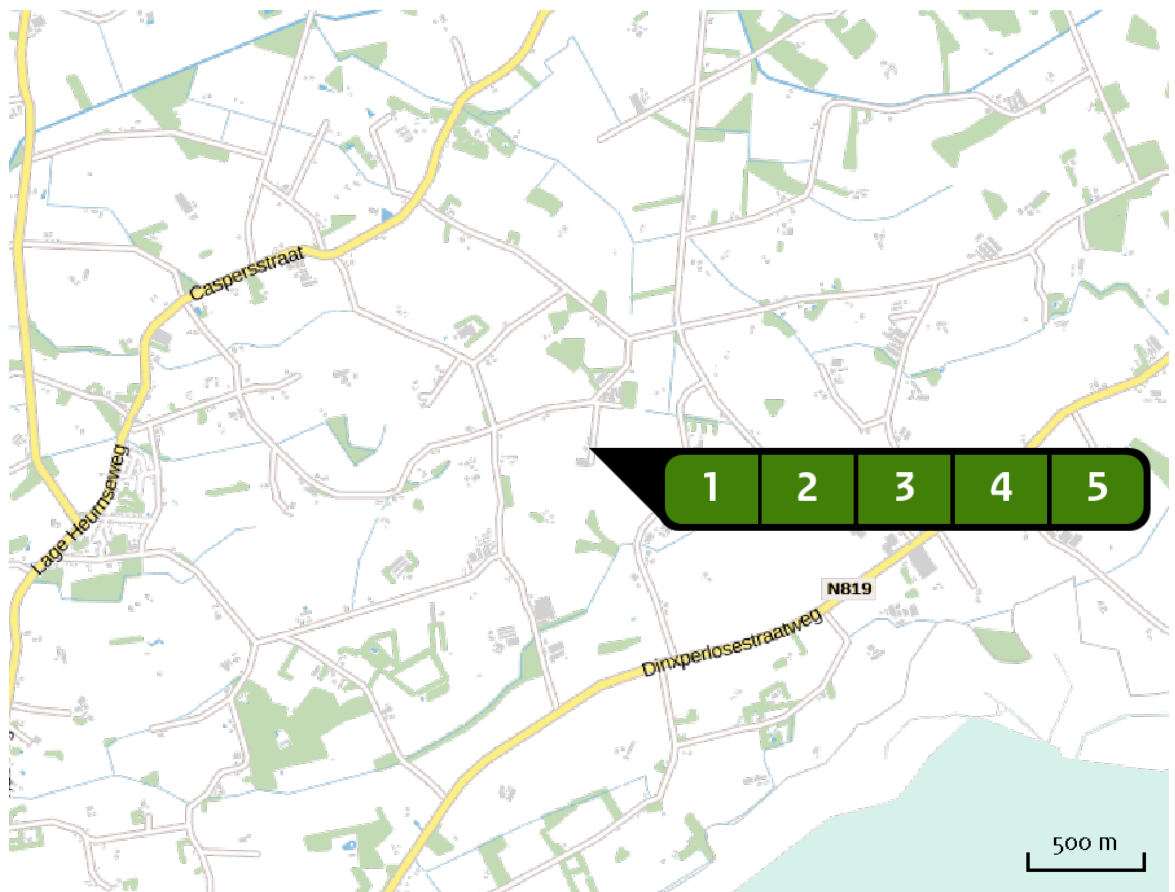 Caspersstraat
Lage Heurnseweg
1 2 3 4 5
N819
Dinxperlosestraatweg
500 m